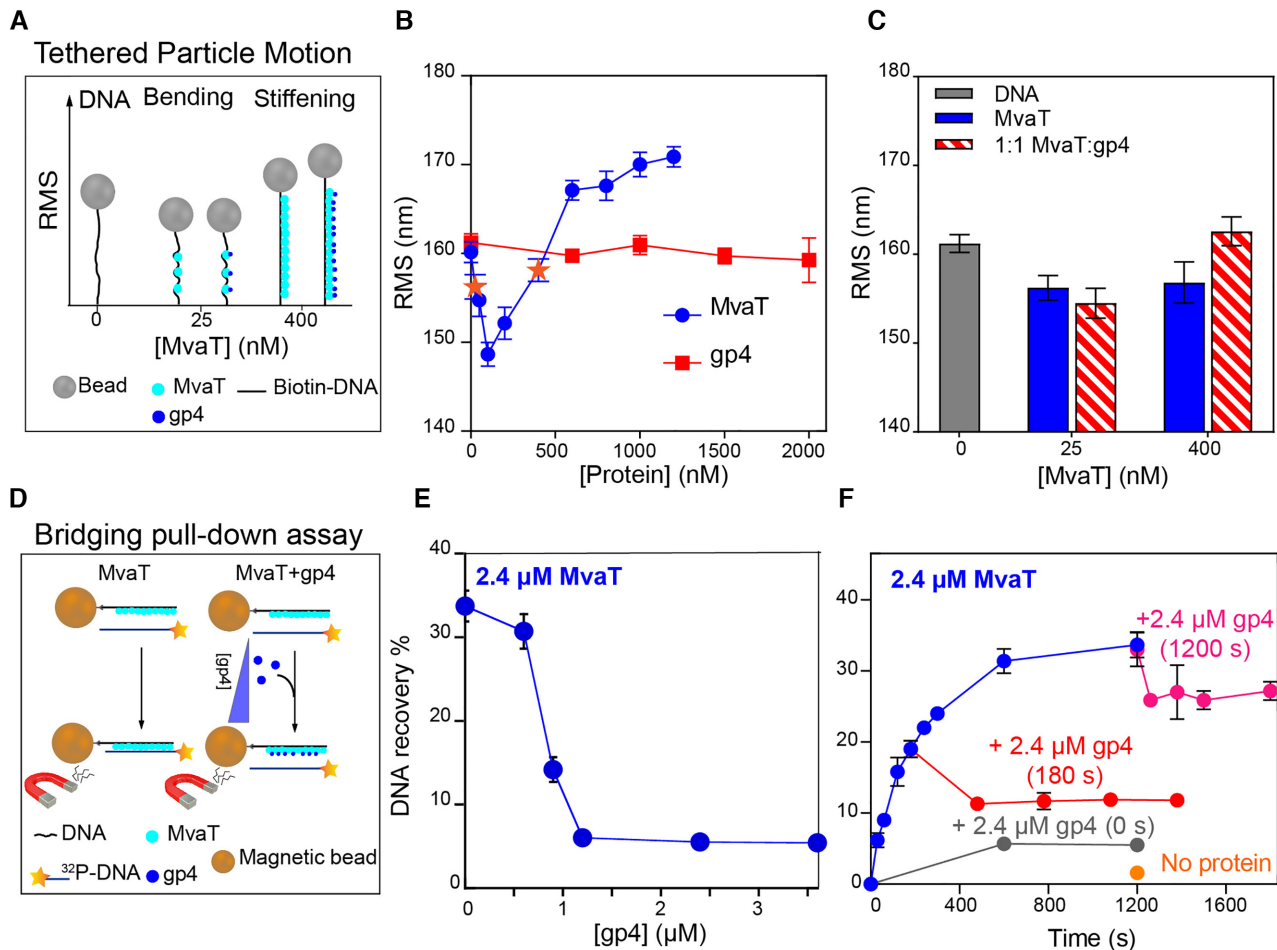 A
Tethered Particle Motion
DNA Bending Stiffening
RMS
0 25 400
[MvaT] (nM)
Bead MvaT Biotin-DNA
gp4
B
180
170
160
150
140
RMS (nm)
MvaT
gp4
0 500 1000 1500 2000
[Protein] (nM)
C
180
170
160
150
140
RMS (nm)
DNA
MvaT
1:1 MvaT:gp4
0 25 400
[MvaT] (nM)
D
Bridging pull-down assay
MvaT MvaT+gp4
[gp4]
DNA MvaT
Magnetic bead
32P-DNA gp4
E
40
30
20
10
0
DNA recovery %
2.4 µM MvaT
0 1 2 3
[gp4] (µM)
F
2.4 µM MvaT
40
30
20
10
0
+2.4 µM gp4
(1200 s)
+ 2.4 µM gp4
(180 s)
+ 2.4 µM gp4 (0 s)
No protein
0 400 800 1200 1600
Time (s)